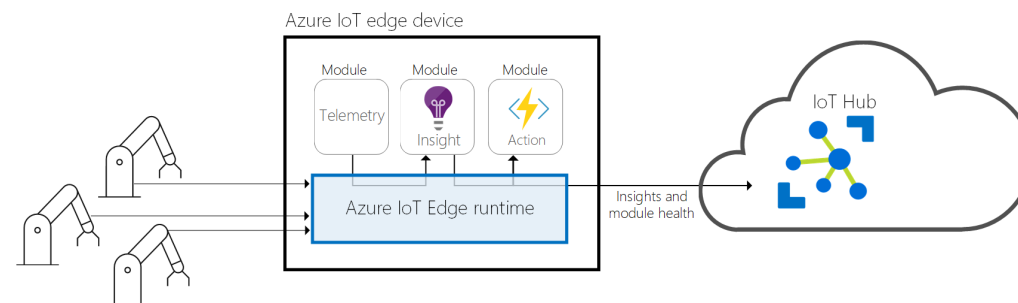 Azure IoT edge device
Module
Module
Module
Telemetry
Insight
Action
Azure IoT Edge runtime
Insights and
module health
IoT Hub